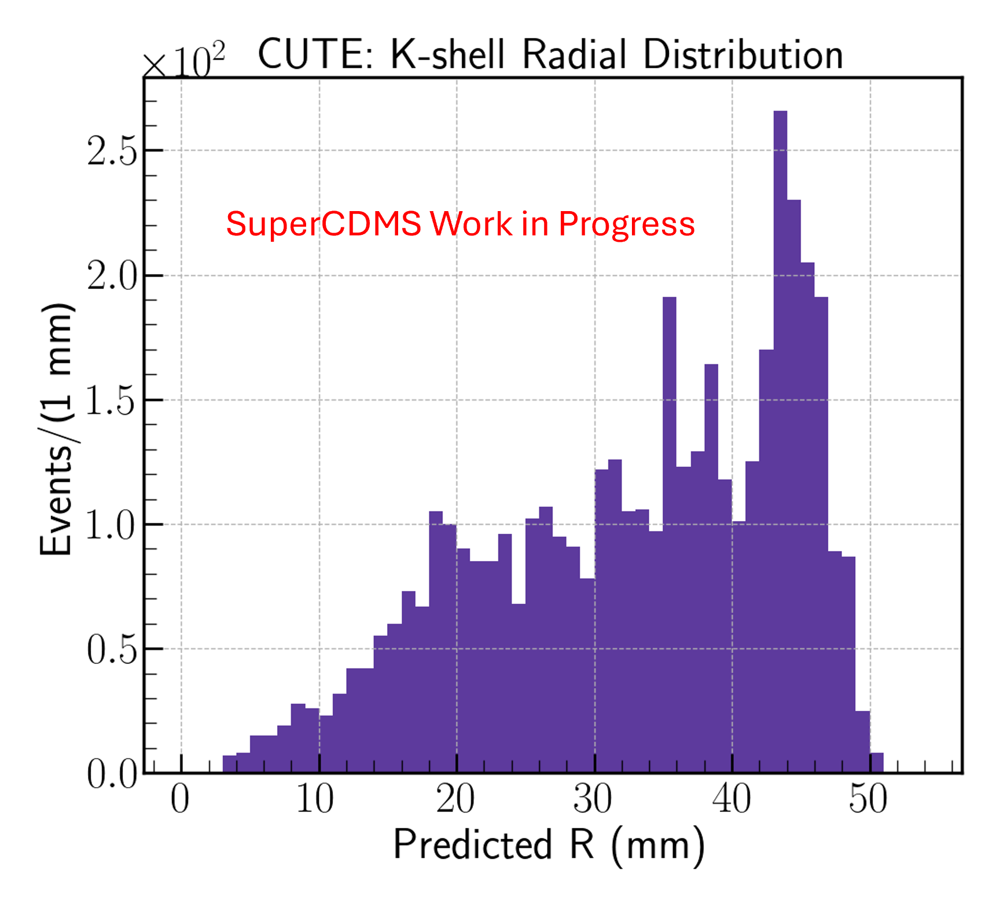 ×10²
CUTE: K-shell Radial Distribution
2.5
SuperCDMS Work in Progress
2.0
1.5
1.0
0.5
0.0
Events/(1 mm)
0 10 20 30 40 50
Predicted R (mm)